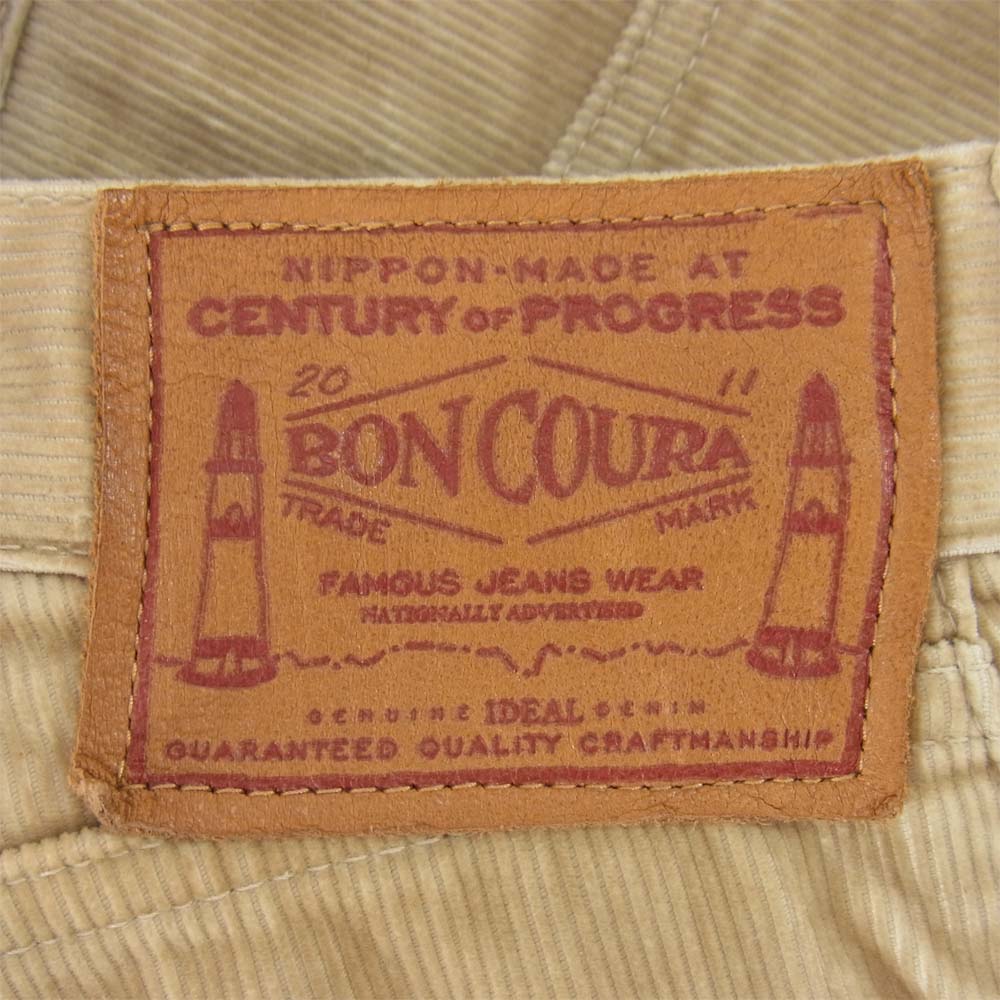 NIPPON-MADE AT
CENTURY OF PROGRESS
20 11
BON COURA
TRADE MARK
FAMOUS JEANS WEAR
NATIONALLY ADVERTISED
GENUINE IDEAL DENIM
GUARANTEED QUALITY CRAFTMANSHIP